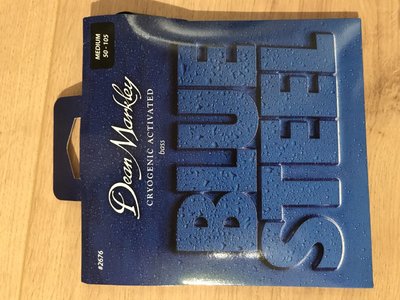 MEDIUM
50 - 105
Dean Markley
CRYOGENIC ACTIVATED
bass
BLUE
STEEL
#2676